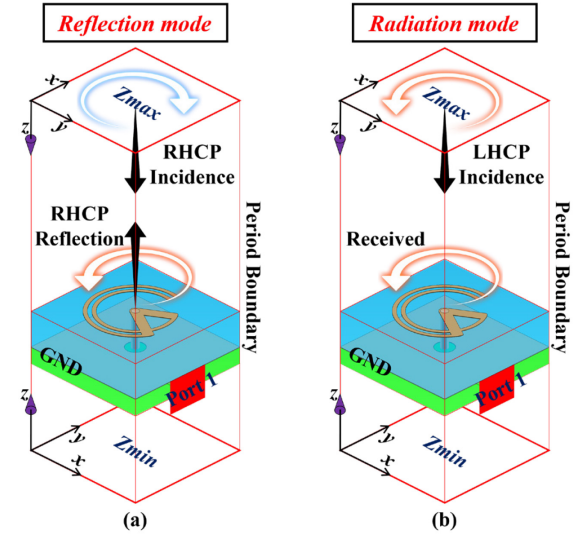 Reflection mode
x
y
z
Zmax
RHCP
Incidence
RHCP
Reflection
Period Boundary
GND
Port 1
z
y
x
Zmin
(a)
Radiation mode
x
y
z
Zmax
LHCP
Incidence
Received
Period Boundary
GND
Port 1
z
y
x
Zmin
(b)